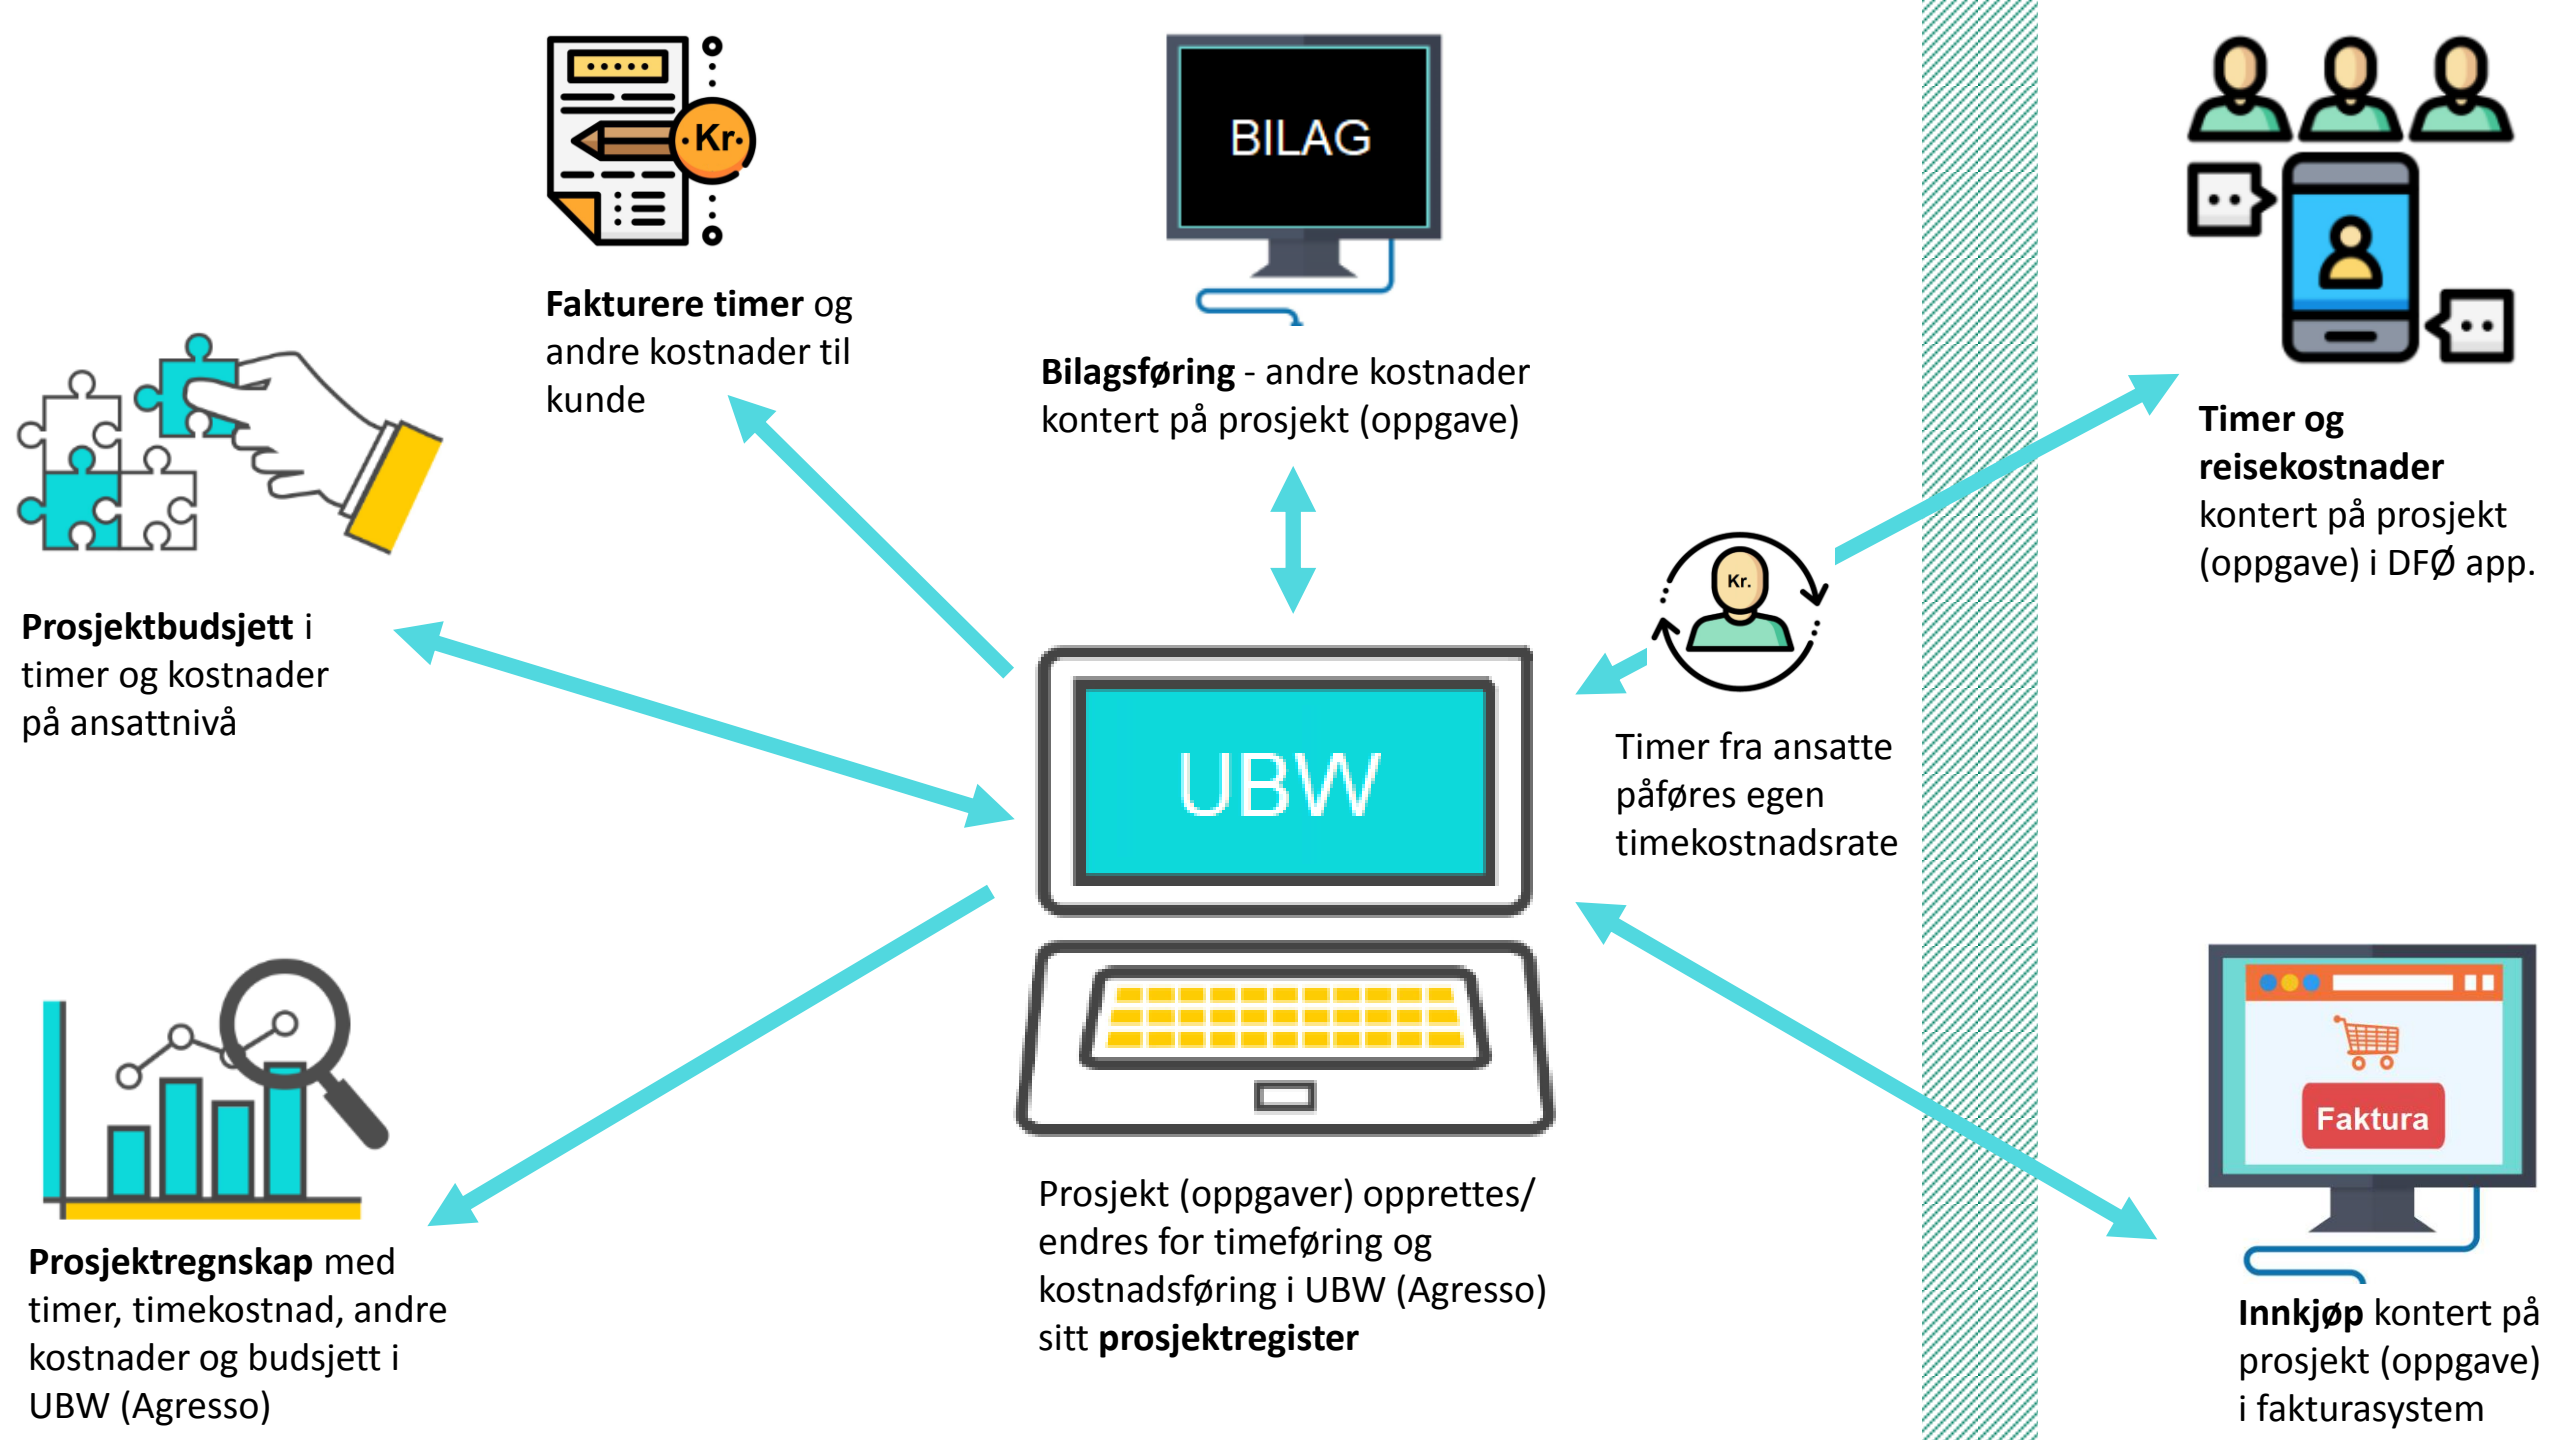 Kr.
Fakturere timer og
andre kostnader til
kunde
BILAG
Bilagsføring - andre kostnader
kontert på prosjekt (oppgave)
Timer og
reisekostnader
kontert på prosjekt
(oppgave) i DFØ app.
Prosjektbudsjett i
timer og kostnader
på ansattnivå
Kr.
Timer fra ansatte
påføres egen
timekostnadsrate
UBW
Prosjekt (oppgaver) opprettes/
endres for timeføring og
kostnadsføring i UBW (Agresso)
sitt prosjektregister
Prosjektregnskap med
timer, timekostnad, andre
kostnader og budsjett i
UBW (Agresso)
Faktura
Innkjøp kontert på
prosjekt (oppgave)
i fakturasystem